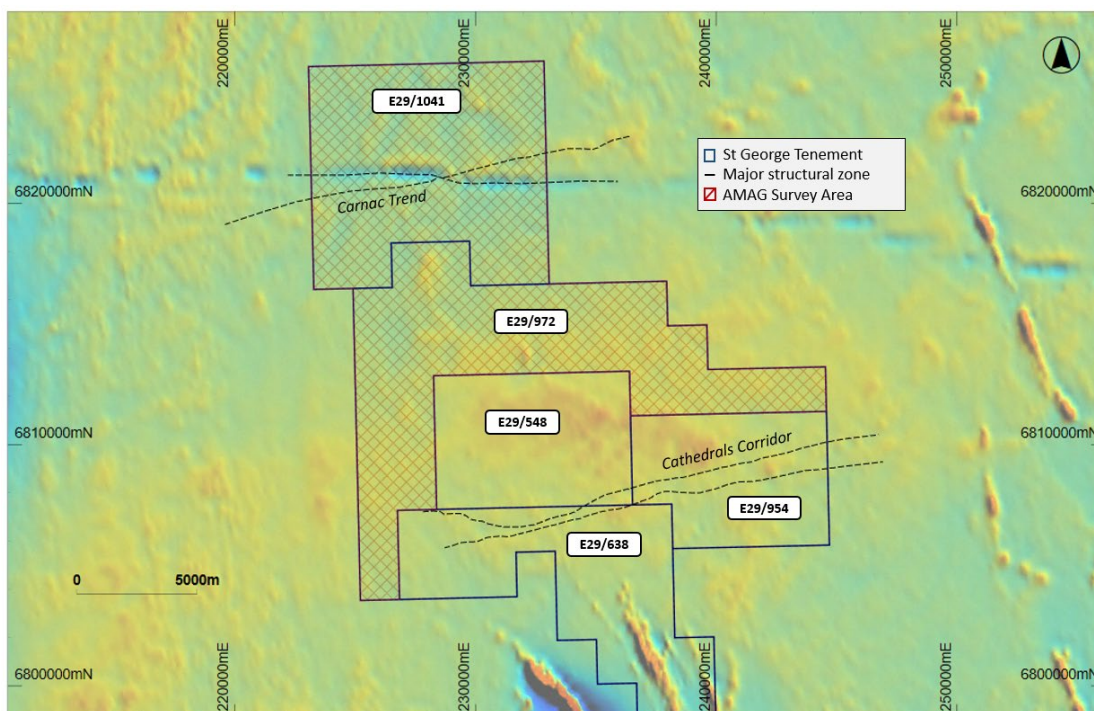 220000mE
230000mE
240000mE
250000mE
E29/1041
St George Tenement
Major structural zone
AMAG Survey Area
6820000mN
6820000mN
Carnac Trend
E29/972
E29/548
6810000mN
6810000mN
Cathedrals Corridor
E29/954
E29/638
0 5000m
6800000mN
6800000mN
220000mE
230000mE
240000mE
250000mE